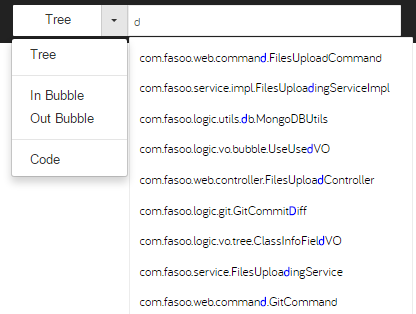 Tree
d
Tree
In Bubble
Out Bubble
Code
com.fasoo.web.command.FilesUploadCommand
com.fasoo.service.impl.FilesUploadingServiceImpl
com.fasoo.logic.utils.db.MongoDBUtils
com.fasoo.logic.vo.bubble.UseUsedVO
com.fasoo.web.controller.FilesUploadController
com.fasoo.logic.git.GitCommitDiff
com.fasoo.logic.vo.tree.ClassInfoFieldVO
com.fasoo.service.FilesUploadingService
com.fasoo.web.command.GitCommand